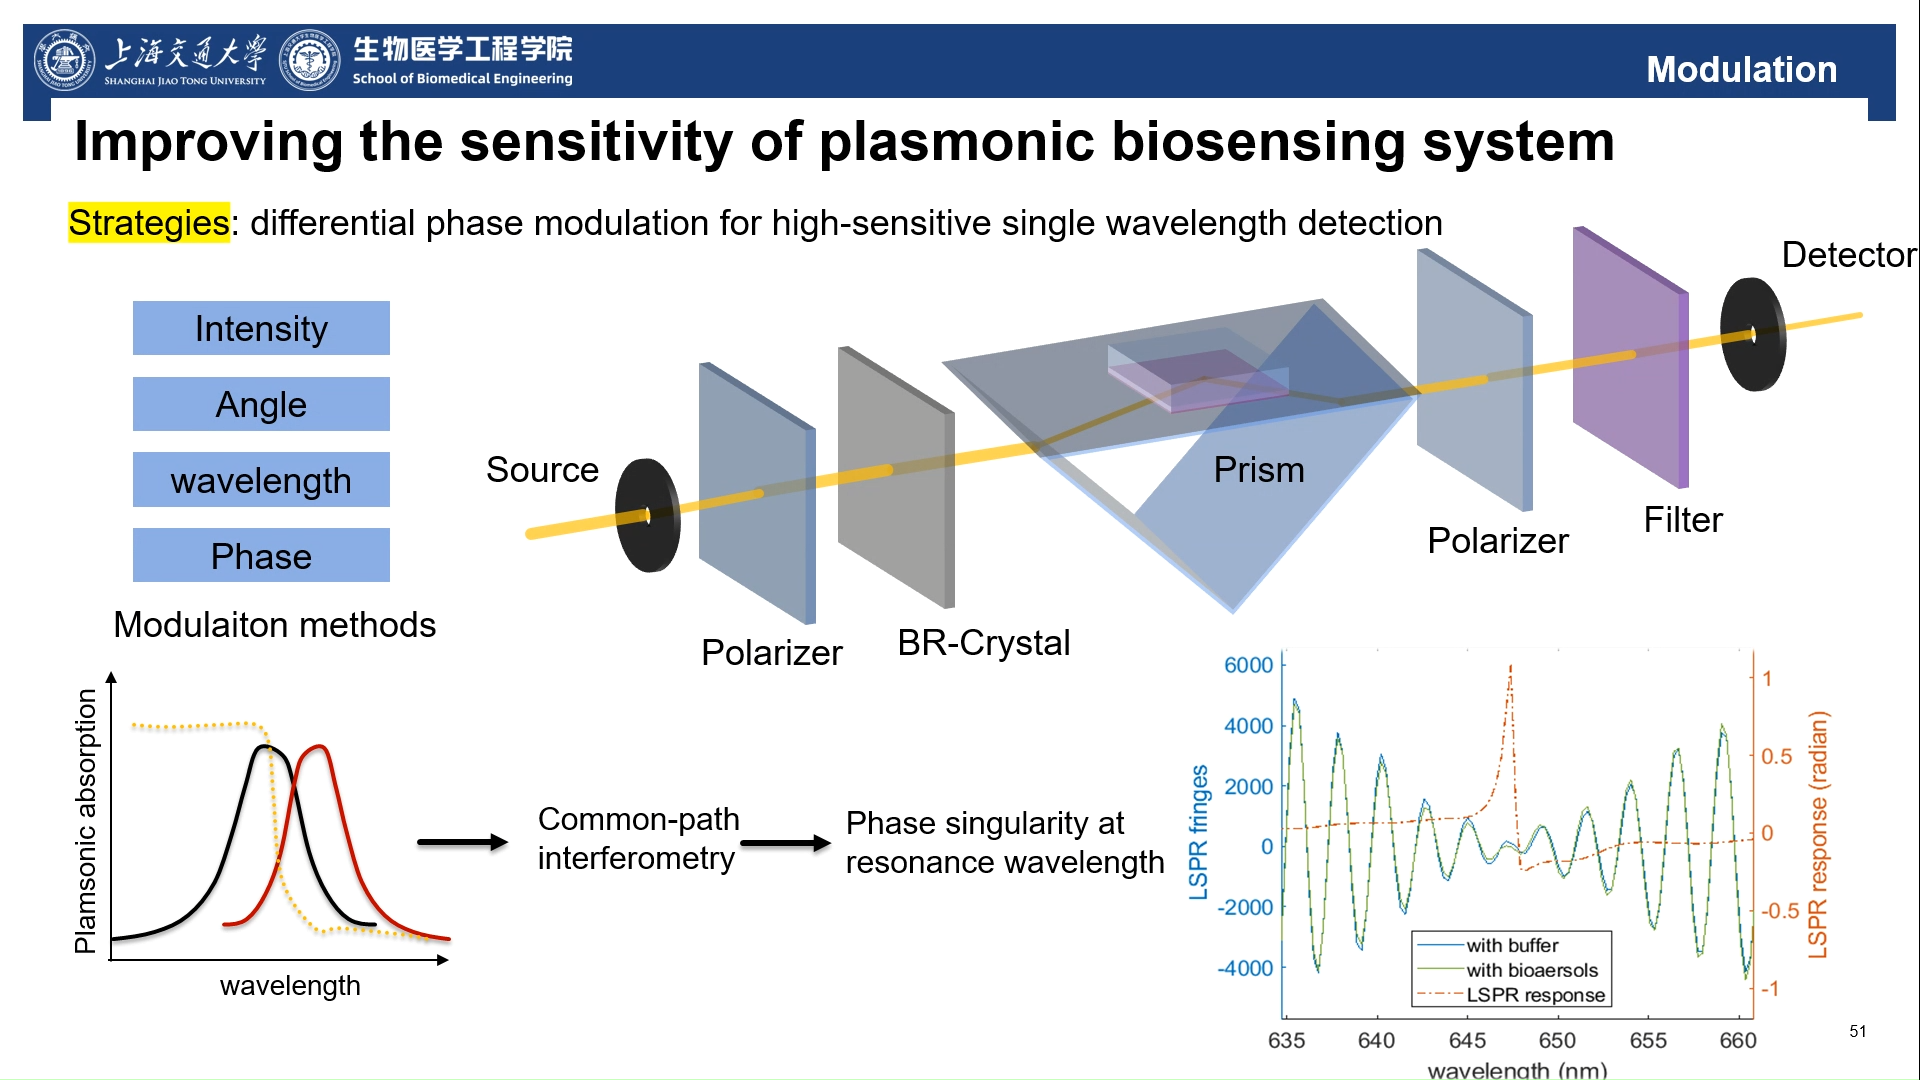 上海交通大学
SHANGHAI JIAO TONG UNIVERSITY
生物医学工程学院
School of Biomedical Engineering
Modulation
Improving the sensitivity of plasmonic biosensing system
Strategies: differential phase modulation for high-sensitive single wavelength detection
Detector
Intensity
Angle
wavelength
Phase
Modulaiton methods
Source
Prism
Polarizer
Filter
Polarizer
BR-Crystal
Plamsonic absorption
wavelength
Common-path
interferometry
Phase singularity at
resonance wavelength
LSPR fringes
6000
4000
2000
0
-2000
-4000
1
0.5
0
-0.5
-1
LSPR response (radian)
with buffer
with bioaersols
LSPR response
635 640 645 650 655 660
wavelength (nm)
51